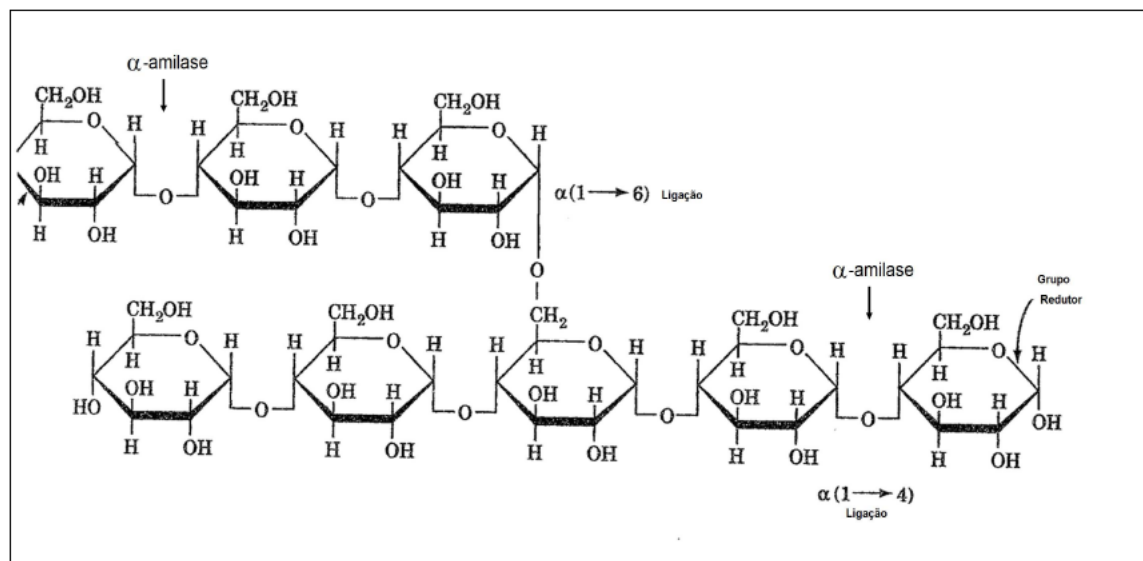 α-amilase
CH₂OH CH₂OH CH₂OH
O H H O H H O H
H H H
OH H OH H OH H
O O
α(1→6) Ligação
H OH H OH H OH
O
α-amilase
Grupo
Redutor
CH₂OH CH₂OH CH₂ CH₂OH CH₂OH
H O H H O H H O H H O H H O H
H H H H H
HO OH H OH H OH H OH H OH H OH
O O O O
H OH H OH H OH H OH H OH
α(1→4)
Ligação